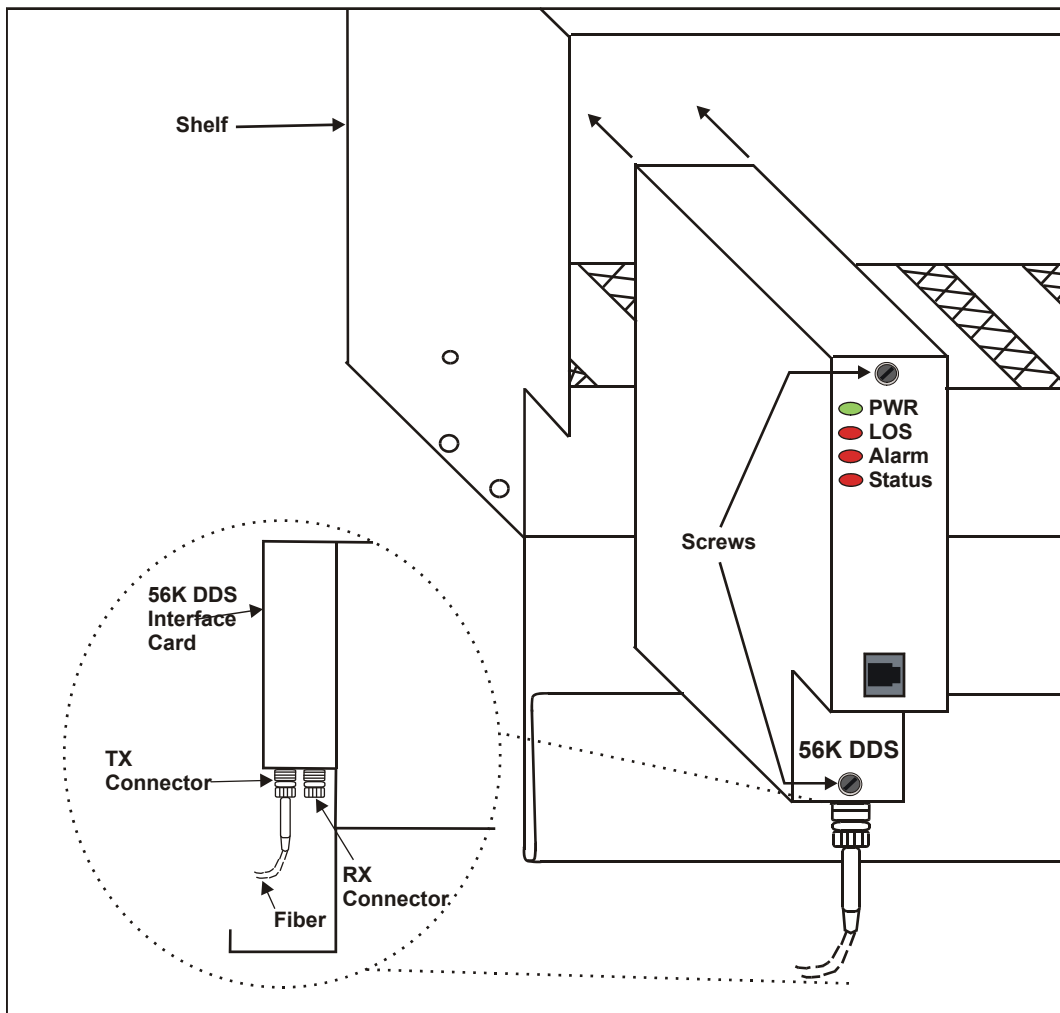 Shelf
PWR
LOS
Alarm
Status
Screws
56K DDS
Interface
Card
TX
Connector
56K DDS
RX
Connector
Fiber